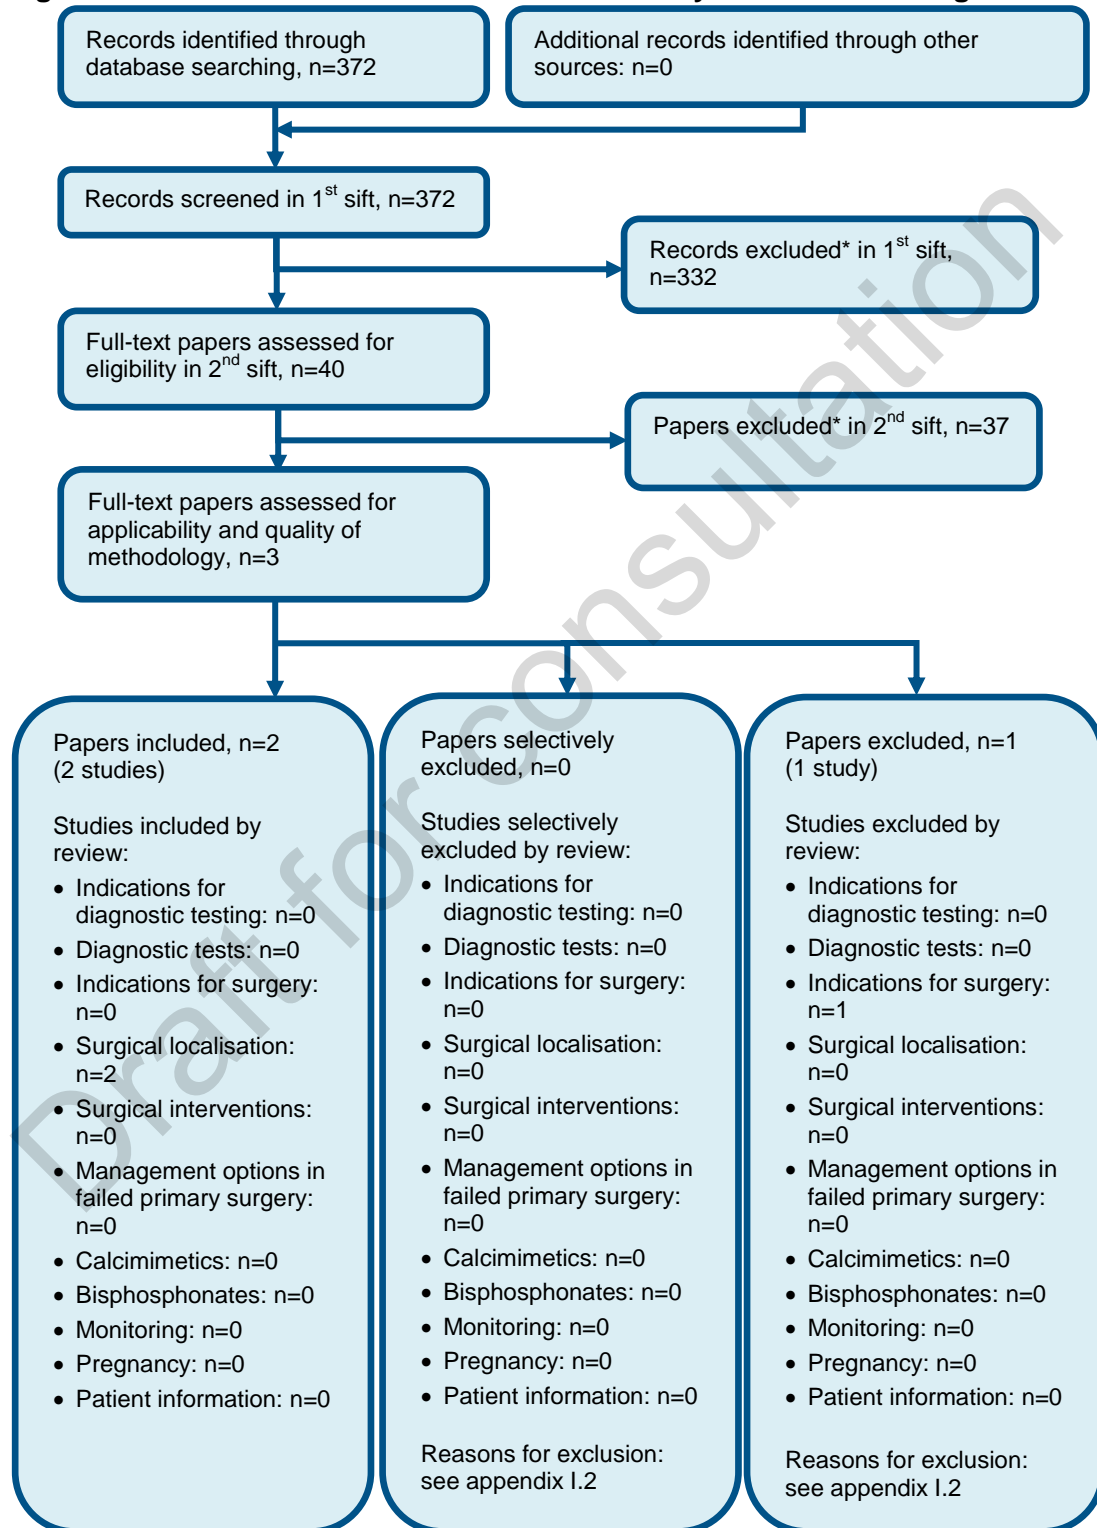 Records identified through
database searching, n=372
Additional records identified through other
sources: n=0
Records screened in 1st sift, n=372
Records excluded* in 1st sift,
n=332
Full-text papers assessed for
eligibility in 2nd sift, n=40
Papers excluded* in 2nd sift, n=37
Full-text papers assessed for
applicability and quality of
methodology, n=3
Papers included, n=2
(2 studies)
Studies included by
review:
• Indications for
diagnostic testing: n=0
• Diagnostic tests: n=0
• Indications for surgery:
n=0
• Surgical localisation:
n=2
• Surgical interventions:
n=0
• Management options in
failed primary surgery:
n=0
• Calcimimetics: n=0
• Bisphosphonates: n=0
• Monitoring: n=0
• Pregnancy: n=0
• Patient information: n=0
Papers selectively
excluded, n=0
Studies selectively
excluded by review:
• Indications for
diagnostic testing: n=0
• Diagnostic tests: n=0
• Indications for surgery:
n=0
• Surgical localisation:
n=0
• Surgical interventions:
n=0
• Management options in
failed primary surgery:
n=0
• Calcimimetics: n=0
• Bisphosphonates: n=0
• Monitoring: n=0
• Pregnancy: n=0
• Patient information: n=0
Reasons for exclusion:
see appendix I.2
Papers excluded, n=1
(1 study)
Studies excluded by
review:
• Indications for
diagnostic testing: n=0
• Diagnostic tests: n=0
• Indications for surgery:
n=1
• Surgical localisation:
n=0
• Surgical interventions:
n=0
• Management options in
failed primary surgery:
n=0
• Calcimimetics: n=0
• Bisphosphonates: n=0
• Monitoring: n=0
• Pregnancy: n=0
• Patient information: n=0
Reasons for exclusion:
see appendix I.2
Draft for consultation